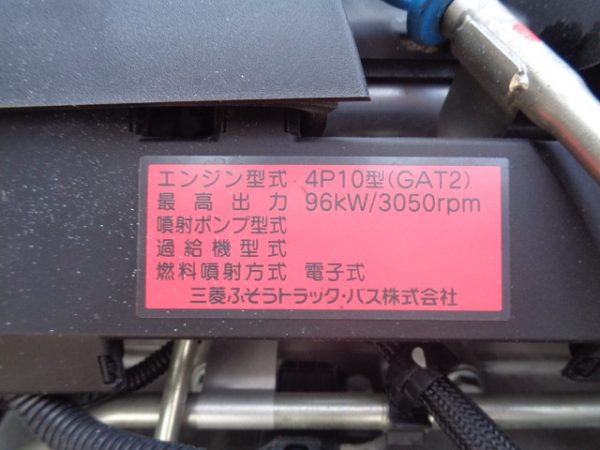 エンジン型式 4P10型(GAT2)
最高出力 96kW/3050rpm
噴射ポンプ型式
過給機型式
燃料噴射方式 電子式
三菱ふそうトラック・バス株式会社